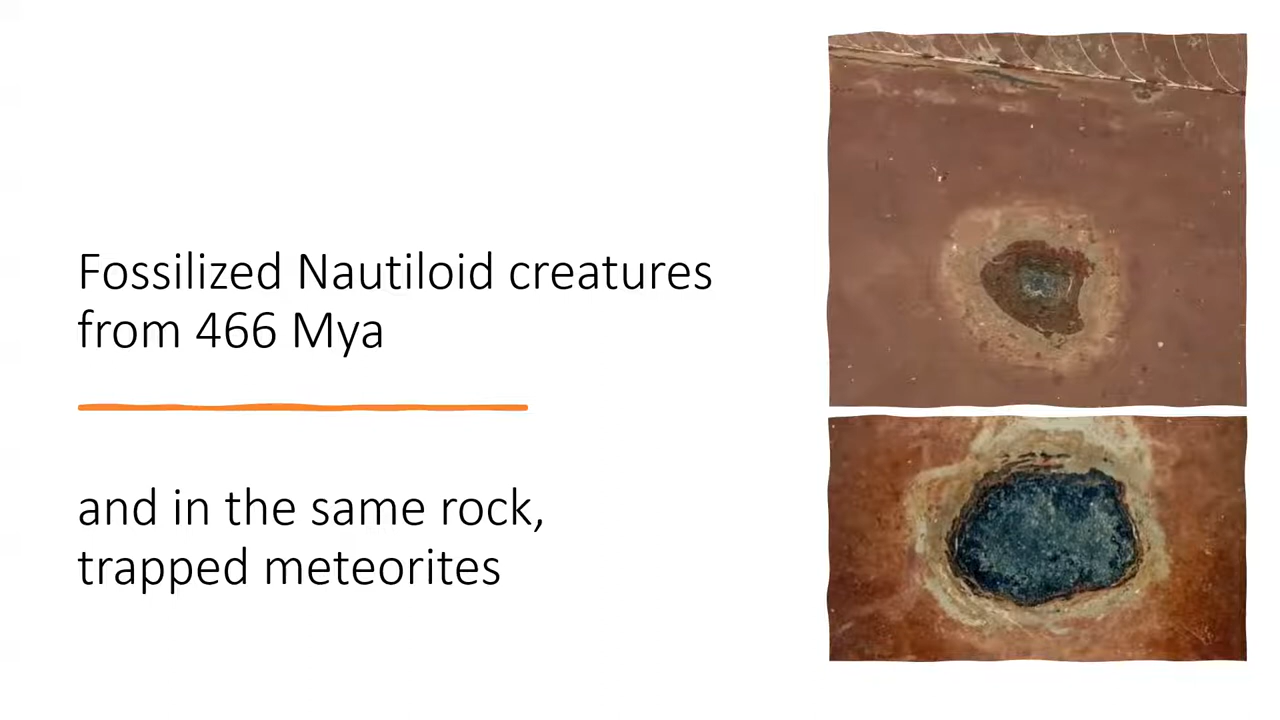 Fossilized Nautiloid creatures
from 466 Mya
and in the same rock,
trapped meteorites